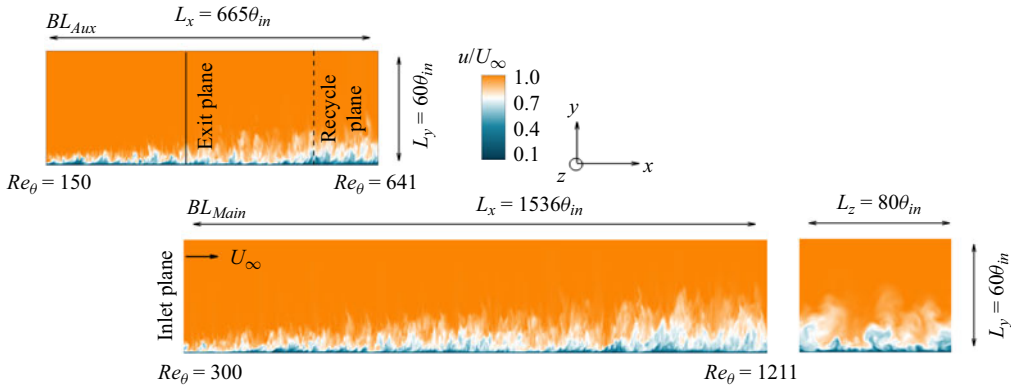 BL_Aux
L_x = 665θ_in
Exit plane
Recycle
plane
L_y = 60θ_in
u/U_∞
1.0
0.7
0.4
0.1
y
z
x
Re_θ = 150
Re_θ = 641
BL_Main
L_x = 1536θ_in
L_z = 80θ_in
Inlet plane
U_∞
L_y = 60θ_in
Re_θ = 300
Re_θ = 1211